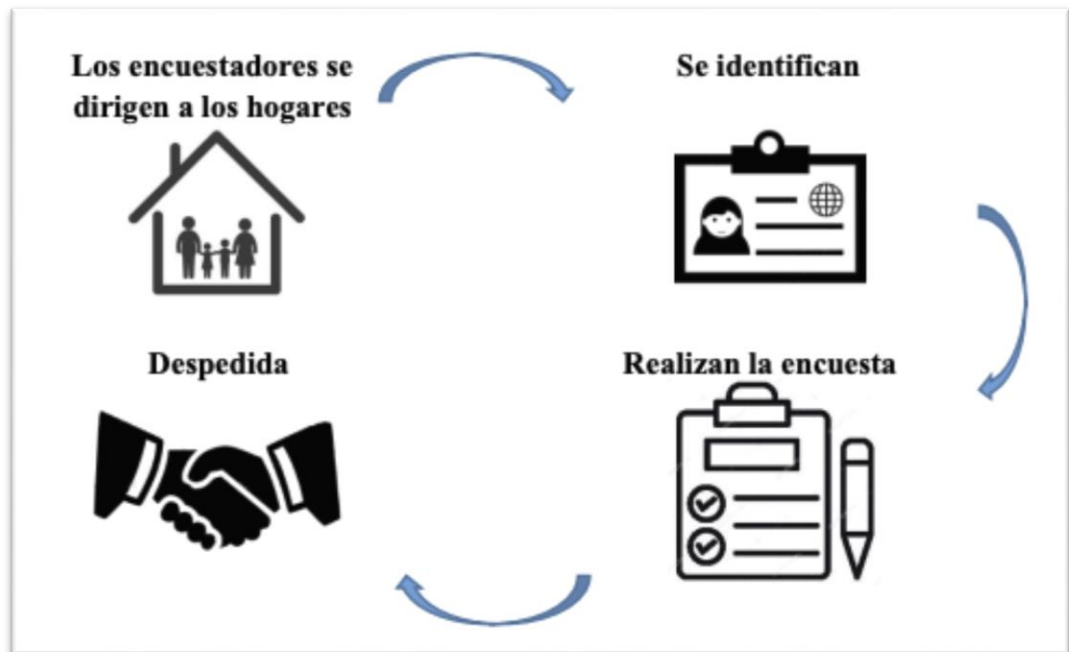 Los encuestadores se
dirigen a los hogares
Se identifican
Realizan la encuesta
Despedida